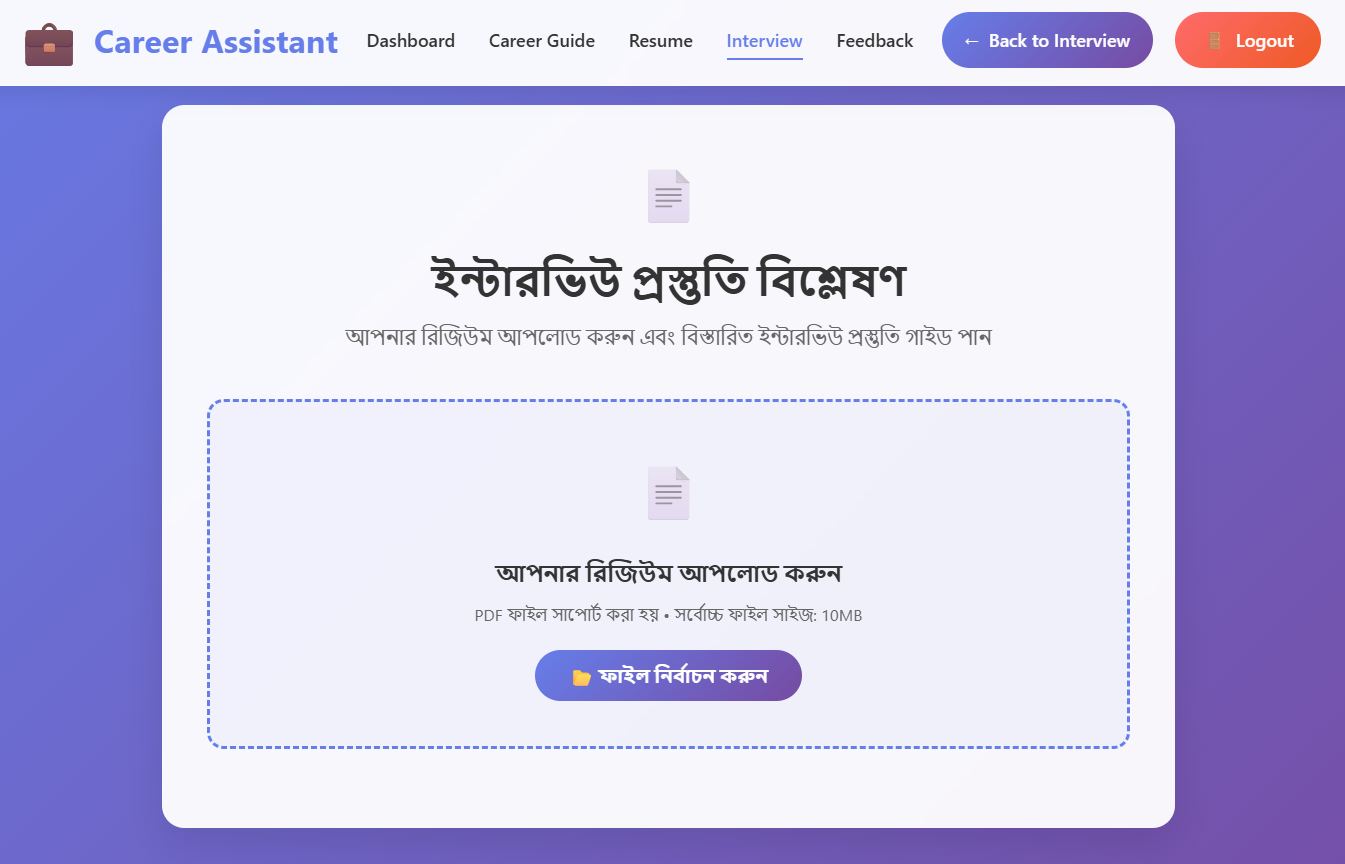 Career Assistant
Dashboard
Career Guide
Resume
Interview
Feedback
← Back to Interview
Logout
ইন্টারভিউ প্রস্তুতি বিশ্লেষণ
আপনার রিজিউম আপলোড করুন এবং বিস্তারিত ইন্টারভিউ প্রস্তুতি গাইড পান
আপনার রিজিউম আপলোড করুন
PDF ফাইল সাপোর্ট করা হয় • সর্বোচ্চ ফাইল সাইজ: 10MB
ফাইল নির্বাচন করুন